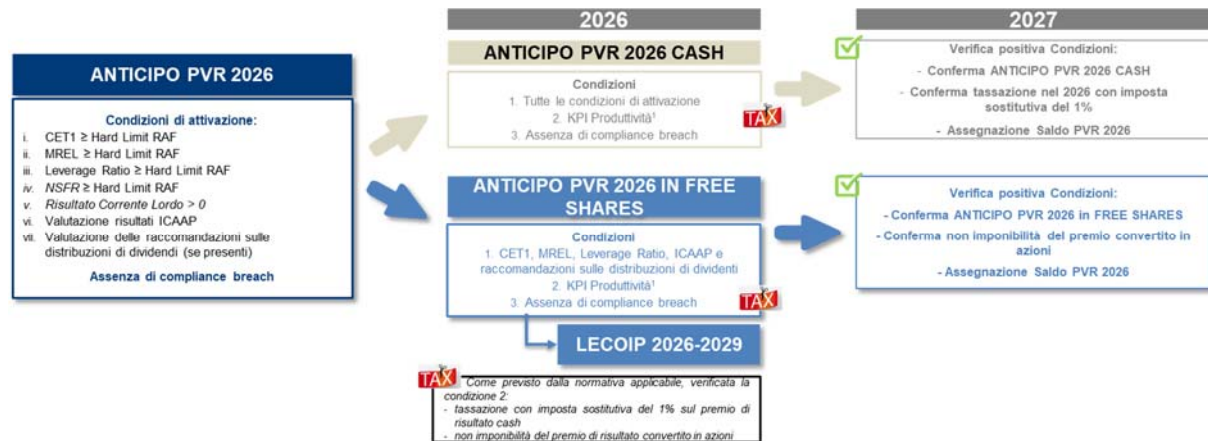 ANTICIPO PVR 2026
Condizioni di attivazione:
i. CET1 ≥ Hard Limit RAF
ii. MREL ≥ Hard Limit RAF
iii. Leverage Ratio ≥ Hard Limit RAF
iv. NSFR ≥ Hard Limit RAF
v. Risultato Corrente Lordo > 0
vi. Valutazione risultati ICAAP
vii. Valutazione delle raccomandazioni sulle
distribuzioni di dividendi (se presenti)
Assenza di compliance breach
2026
ANTICIPO PVR 2026 CASH
Condizioni
1. Tutte le condizioni di attivazione
2. KPI Produttività¹
3. Assenza di compliance breach
TAX
ANTICIPO PVR 2026 IN FREE
SHARES
Condizioni
1. CET1, MREL, Leverage Ratio, ICAAP e
raccomandazioni sulle distribuzioni di dividenti
2. KPI Produttività¹
3. Assenza di compliance breach
TAX
LECOIP 2026-2029
TAX
Come previsto dalla normativa applicabile, verificata la
condizione 2:
- tassazione con imposta sostitutiva del 1% sul premio di
risultato cash
- non imponibilità del premio di risultato convertito in azioni
2027
Verifica positiva Condizioni:
- Conferma ANTICIPO PVR 2026 CASH
- Conferma tassazione nel 2026 con imposta
sostitutiva del 1%
- Assegnazione Saldo PVR 2026
Verifica positiva Condizioni:
- Conferma ANTICIPO PVR 2026 in FREE SHARES
- Conferma non imponibilità del premio convertito in
azioni
- Assegnazione Saldo PVR 2026